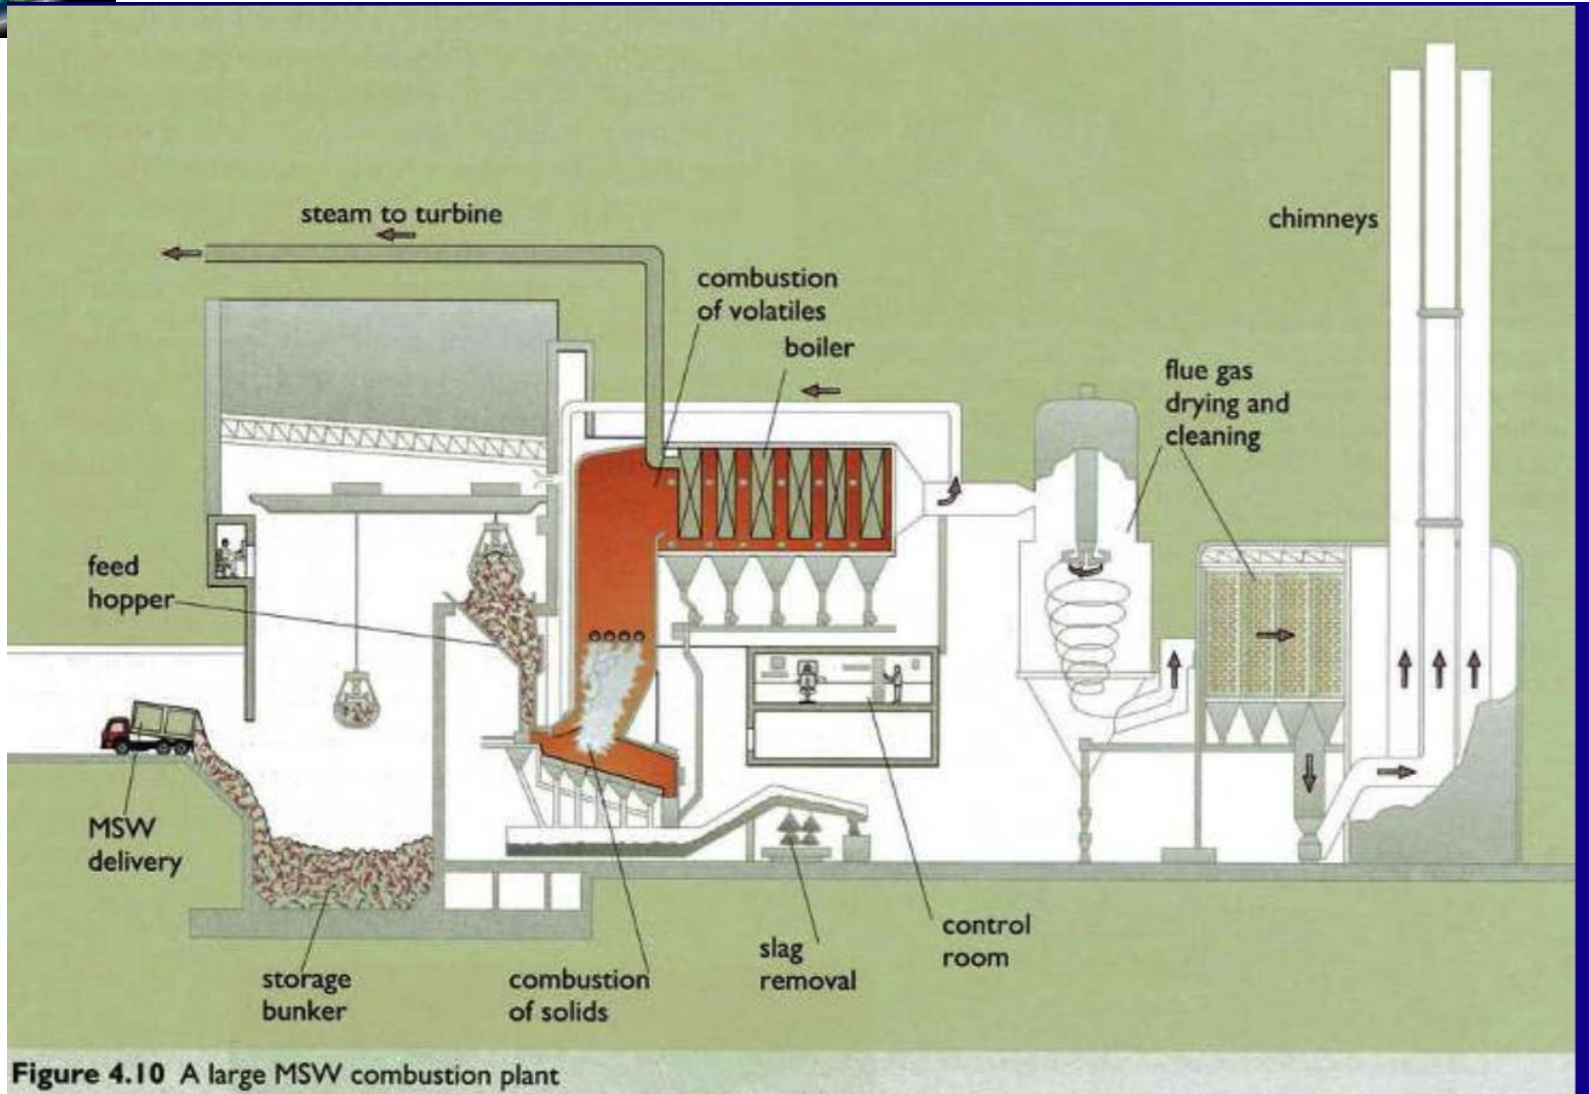 steam to turbine
chimneys
combustion
of volatiles
boiler
flue gas
drying and
cleaning
feed
hopper
MSW
delivery
storage
bunker
combustion
of solids
slag
removal
control
room
Figure 4.10 A large MSW combustion plant